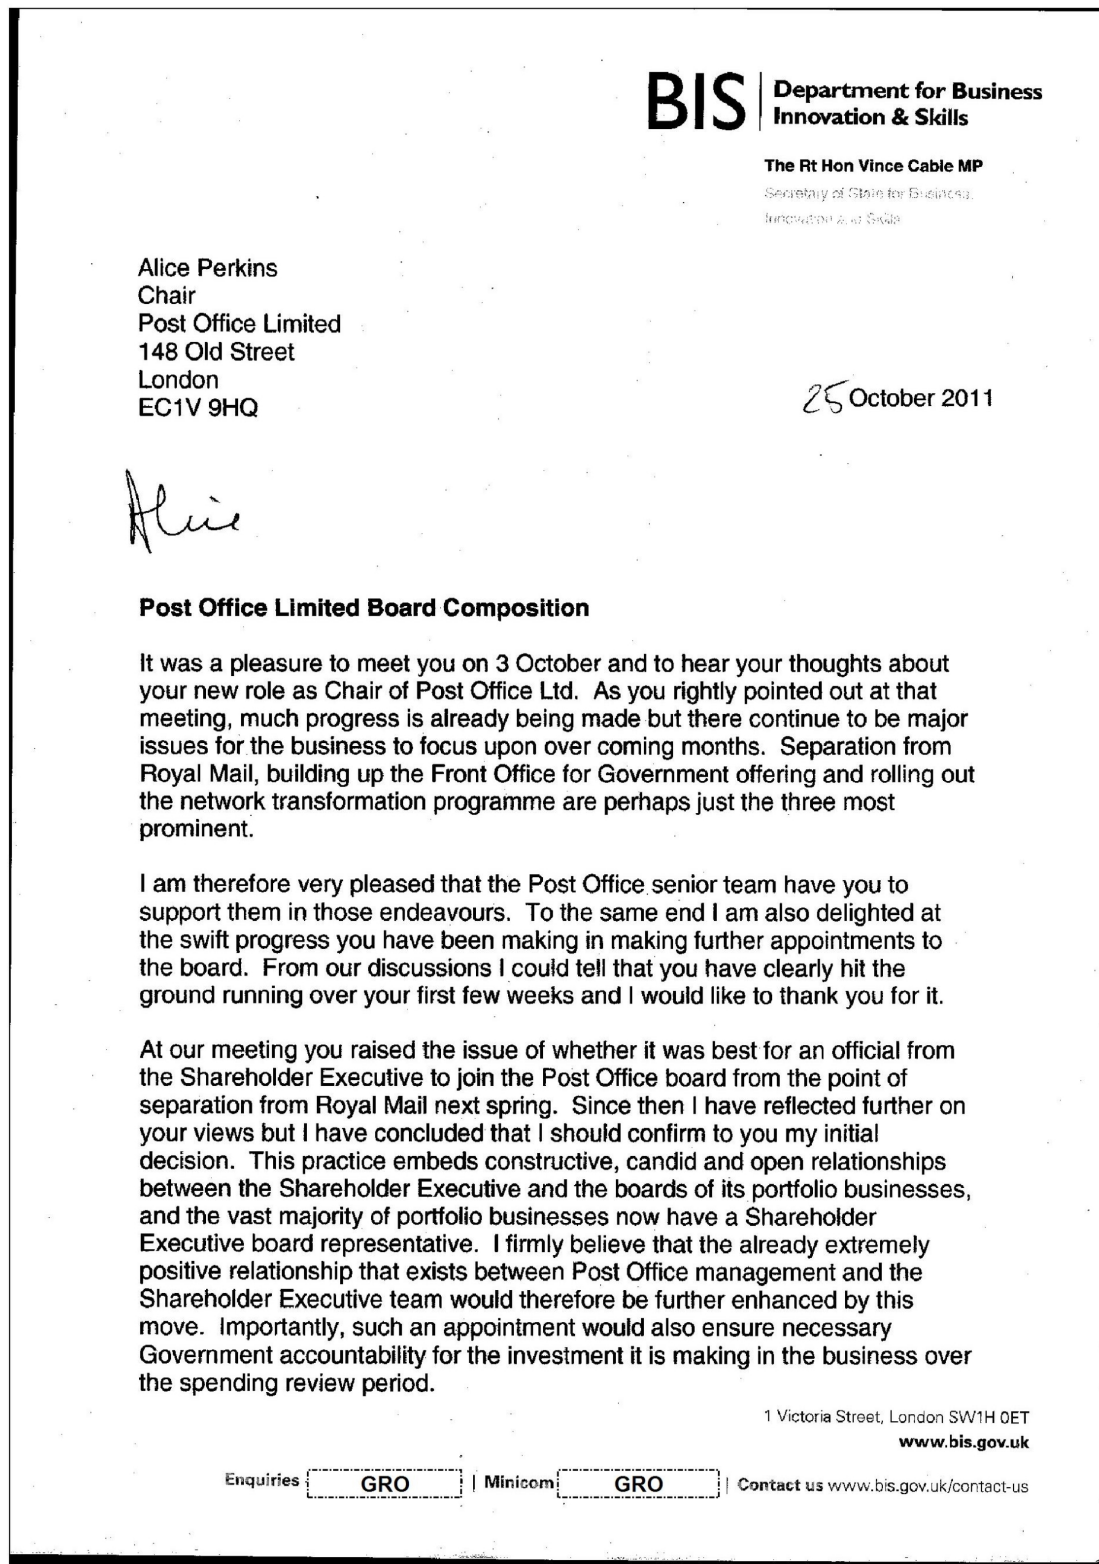 BIS
Department for Business
Innovation & Skills
The Rt Hon Vince Cable MP
Secretary of State for Business,
Innovation and Skills
Alice Perkins
Chair
Post Office Limited
148 Old Street
London
EC1V 9HQ
25 October 2011
Alice
Post Office Limited Board Composition
It was a pleasure to meet you on 3 October and to hear your thoughts about
your new role as Chair of Post Office Ltd.  As you rightly pointed out at that
meeting, much progress is already being made but there continue to be major
issues for the business to focus upon over coming months.  Separation from
Royal Mail, building up the Front Office for Government offering and rolling out
the network transformation programme are perhaps just the three most
prominent.
I am therefore very pleased that the Post Office senior team have you to
support them in those endeavours.  To the same end I am also delighted at
the swift progress you have been making in making further appointments to
the board.  From our discussions I could tell that you have clearly hit the
ground running over your first few weeks and I would like to thank you for it.
At our meeting you raised the issue of whether it was best for an official from
the Shareholder Executive to join the Post Office board from the point of
separation from Royal Mail next spring.  Since then I have reflected further on
your views but I have concluded that I should confirm to you my initial
decision.  This practice embeds constructive, candid and open relationships
between the Shareholder Executive and the boards of its portfolio businesses,
and the vast majority of portfolio businesses now have a Shareholder
Executive board representative.  I firmly believe that the already extremely
positive relationship that exists between Post Office management and the
Shareholder Executive team would therefore be further enhanced by this
move.  Importantly, such an appointment would also ensure necessary
Government accountability for the investment it is making in the business over
the spending review period.
1 Victoria Street, London SW1H 0ET
www.bis.gov.uk
Enquiries GRO | Minicom GRO | Contact us www.bis.gov.uk/contact-us